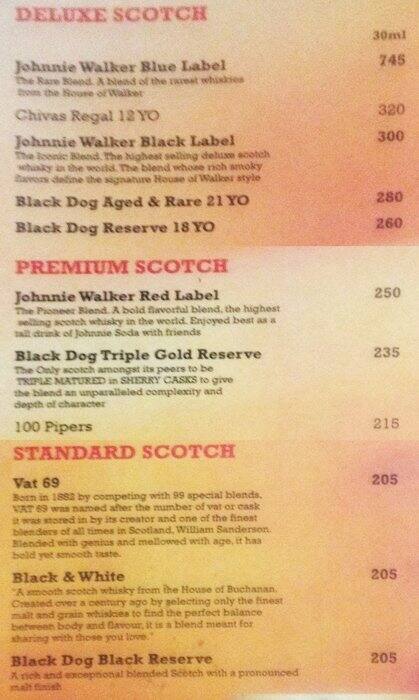 DELUXE SCOTCH
30ml
Johnnie Walker Blue Label 745
The Rare Blend. A blend of the rarest whiskies
from the House of Walker
Chivas Regal 12 YO 320
Johnnie Walker Black Label 300
The Iconic Blend. The highest selling deluxe scotch
whisky in the world. The blend whose rich smoky
flavors define the signature House of Walker style
Black Dog Aged & Rare 21 YO 280
Black Dog Reserve 18 YO 260
PREMIUM SCOTCH
Johnnie Walker Red Label 250
The Pioneer Blend. A bold flavorful blend, the highest
selling scotch whisky in the world. Enjoyed best as a
tall drink of Johnnie Soda with friends
Black Dog Triple Gold Reserve 235
The Only scotch amongst its peers to be
TRIPLE MATURED in SHERRY CASKS to give
the blend an unparalleled complexity and
depth of character
100 Pipers 215
STANDARD SCOTCH
Vat 69 205
Born in 1882 by competing with 99 special blends.
VAT 69 was named after the number of vat or cask
it was stored in by its creator and one of the finest
blenders of all times in Scotland, William Sanderson.
Blended with genius and mellowed with age, it has
bold yet smooth taste.
Black & White 205
"A smooth scotch whisky from the House of Buchanan.
Created over a century ago by selecting only the finest
malt and grain whiskies to find the perfect balance
between body and flavour, it is a blend meant for
sharing with those you love."
Black Dog Black Reserve 205
A rich and exceptional blended Scotch with a pronounced
malt finish